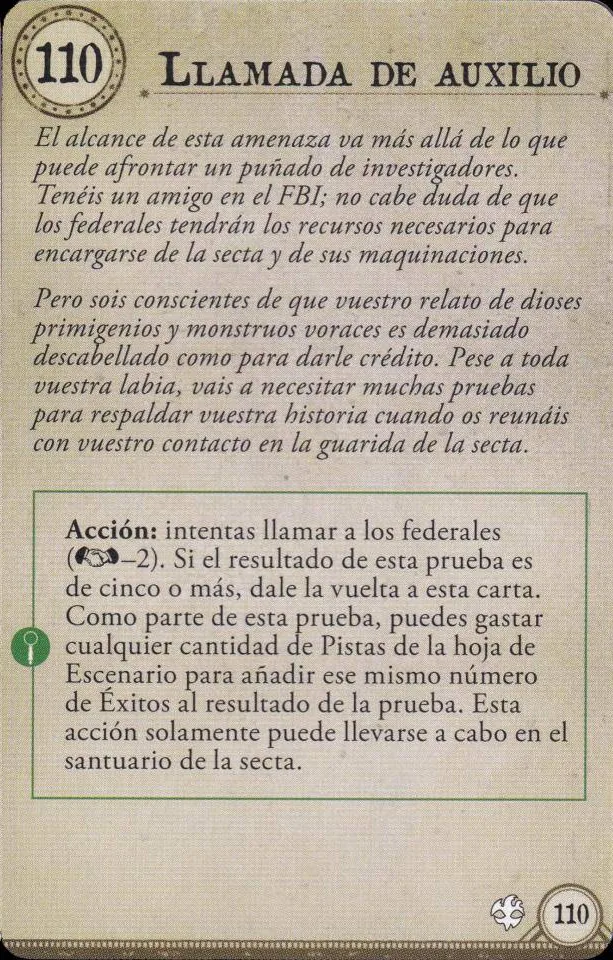 110
LLAMADA DE AUXILIO
El alcance de esta amenaza va más allá de lo que
puede afrontar un puñado de investigadores.
Tenéis un amigo en el FBI; no cabe duda de que
los federales tendrán los recursos necesarios para
encargarse de la secta y de sus maquinaciones.
Pero sois conscientes de que vuestro relato de dioses
primigenios y monstruos voraces es demasiado
descabellado como para darle crédito. Pese a toda
vuestra labia, vais a necesitar muchas pruebas
para respaldar vuestra historia cuando os reunáis
con vuestro contacto en la guarida de la secta.
Acción: intentas llamar a los federales
(–2). Si el resultado de esta prueba es
de cinco o más, dale la vuelta a esta carta.
Como parte de esta prueba, puedes gastar
cualquier cantidad de Pistas de la hoja de
Escenario para añadir ese mismo número
de Éxitos al resultado de la prueba. Esta
acción solamente puede llevarse a cabo en el
santuario de la secta.
110